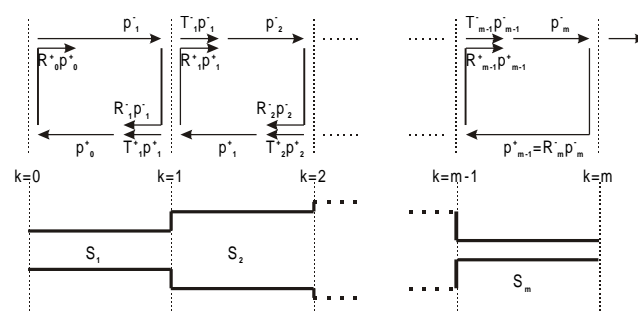 p⁻₁ T⁻₁p⁻₁ p⁻₂ T⁻ₘ₋₁p⁻ₘ₋₁ p⁻ₘ
R⁺₀p⁺₀ R⁺₁p⁺₁ R⁺ₘ₋₁p⁺ₘ₋₁
R⁻₁p⁻₁ R⁻₂p⁻₂
p⁺₀ T⁺₁p⁺₁ p⁺₁ T⁺₂p⁺₂ p⁺ₘ₋₁=R⁻ₘp⁻ₘ
k=0 k=1 k=2 k=m-1 k=m
S₁ S₂ Sₘ